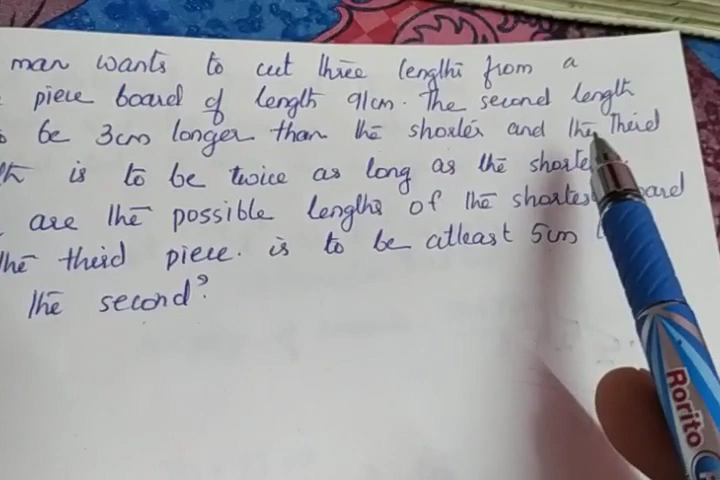 man wants to cut three lengths from a
piece board of length 91cm. The second length
be 3cm longer than the shorter and the Third
is to be twice as long as the shorte
are the possible lengths of the shortest
the third piece. is to be atleast 5cm
the second?
Rorito